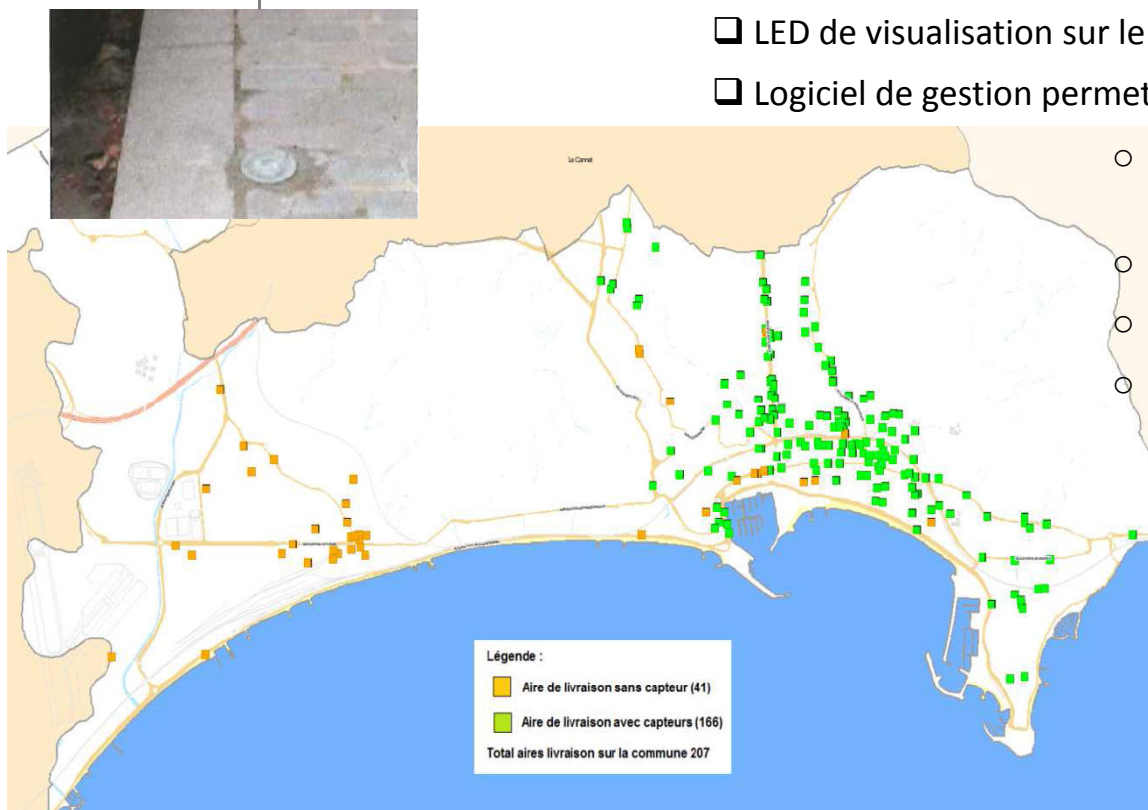 ❑ LED de visualisation sur le
❑ Logiciel de gestion permet
Le Cannet
Légende :
Aire de livraison sans capteur (41)
Aire de livraison avec capteurs (166)
Total aires livraison sur la commune 207